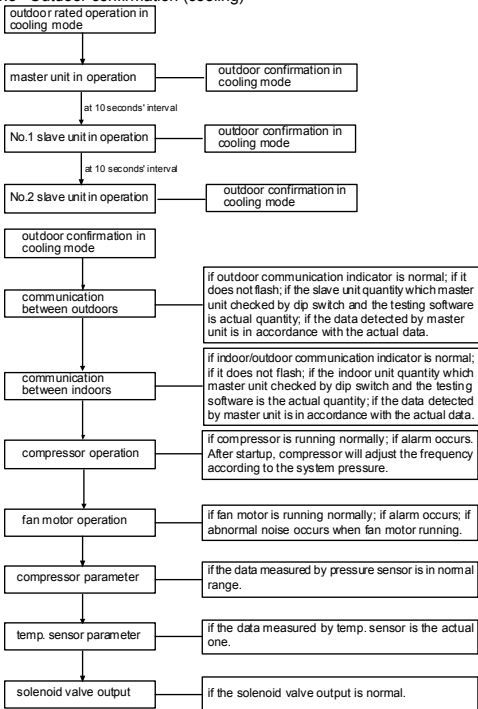 Outdoor confirmation (cooling)
outdoor rated operation in
cooling mode
master unit in operation
outdoor confirmation in
cooling mode
at 10 seconds' interval
No.1 slave unit in operation
outdoor confirmation in
cooling mode
at 10 seconds' interval
No.2 slave unit in operation
outdoor confirmation in
cooling mode
outdoor confirmation in
cooling mode
communication
between outdoors
if outdoor communication indicator is normal; if it
does not flash; if the slave unit quantity which master
unit checked by dip switch and the testing software
is actual quantity; if the data detected by master
unit is in accordance with the actual data.
communication
between indoors
if indoor/outdoor communication indicator is normal;
if it does not flash; if the indoor unit quantity which
master unit checked by dip switch and the testing
software is the actual quantity; if the data detected
by master unit is in accordance with the actual data.
compressor operation
if compressor is running normally; if alarm occurs.
After startup, compressor will adjust the frequency
according to the system pressure.
fan motor operation
if fan motor is running normally; if alarm occurs; if
abnormal noise occurs when fan motor running.
compressor parameter
if the data measured by pressure sensor is in normal
range.
temp. sensor parameter
if the data measured by temp. sensor is the actual
one.
solenoid valve output
if the solenoid valve output is normal.